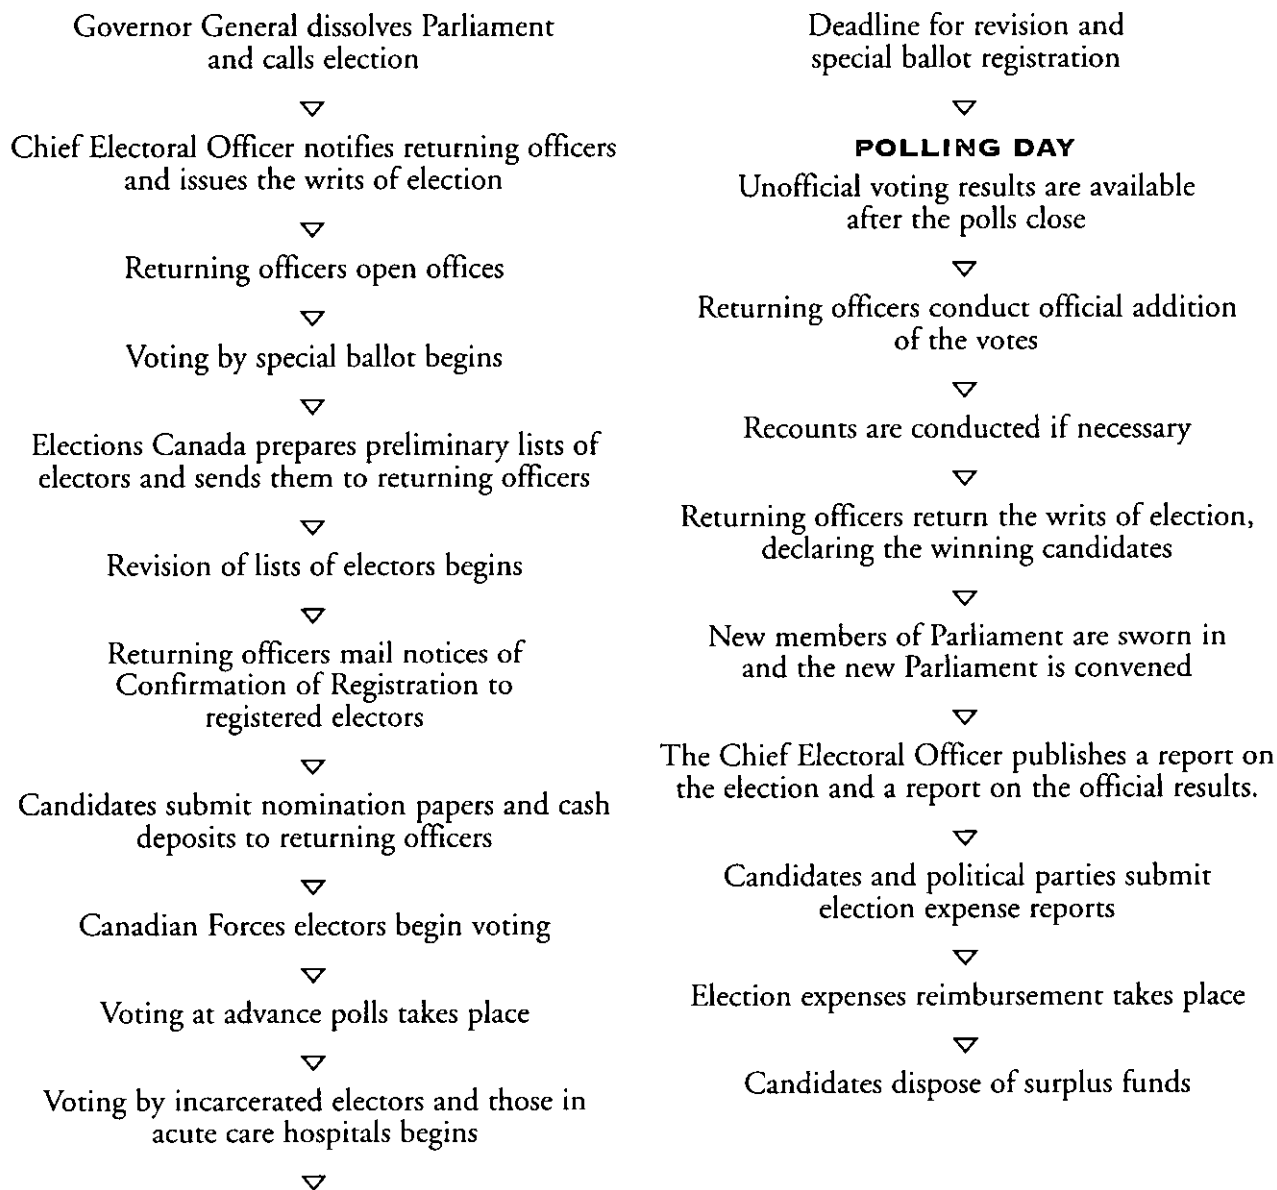 Governor General dissolves Parliament
and calls election
Chief Electoral Officer notifies returning officers
and issues the writs of election
Returning officers open offices
Voting by special ballot begins
Elections Canada prepares preliminary lists of
electors and sends them to returning officers
Revision of lists of electors begins
Returning officers mail notices of
Confirmation of Registration to
registered electors
Candidates submit nomination papers and cash
deposits to returning officers
Canadian Forces electors begin voting
Voting at advance polls takes place
Voting by incarcerated electors and those in
acute care hospitals begins
Deadline for revision and
special ballot registration
POLLING DAY
Unofficial voting results are available
after the polls close
Returning officers conduct official addition
of the votes
Recounts are conducted if necessary
Returning officers return the writs of election,
declaring the winning candidates
New members of Parliament are sworn in
and the new Parliament is convened
The Chief Electoral Officer publishes a report on
the election and a report on the official results.
Candidates and political parties submit
election expense reports
Election expenses reimbursement takes place
Candidates dispose of surplus funds